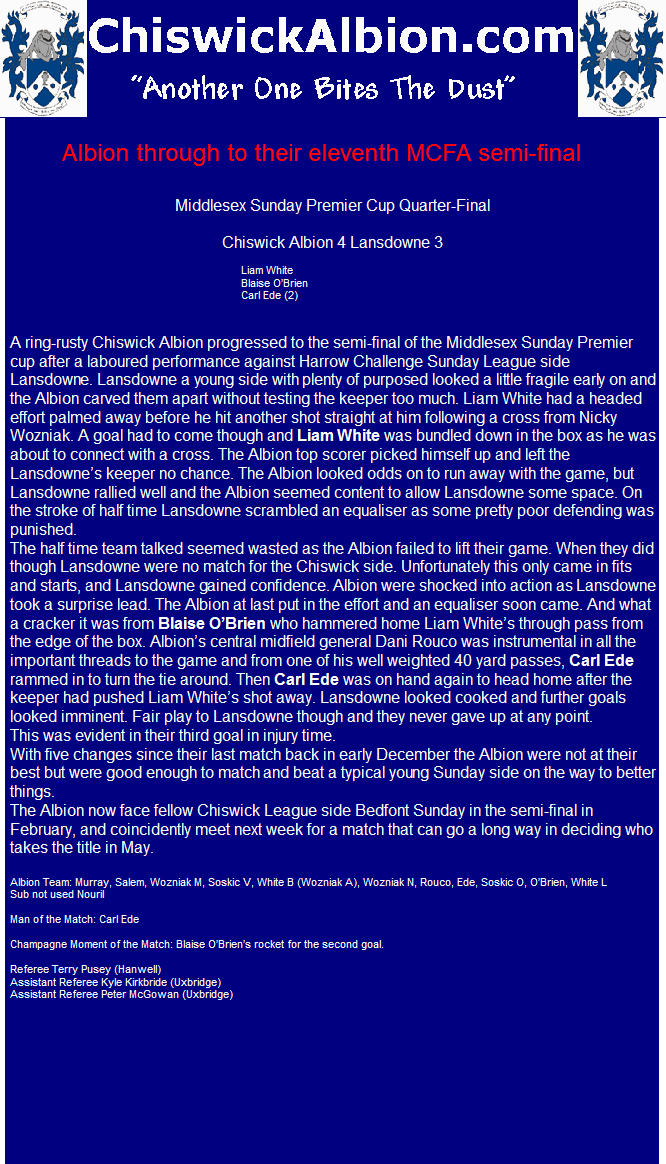 ChiswickAlbion.com
“Another One Bites The Dust”
Albion through to their eleventh MCFA semi-final
Middlesex Sunday Premier Cup Quarter-Final
Chiswick Albion 4 Lansdowne 3
Liam White
Blaise O'Brien
Carl Ede (2)
A ring-rusty Chiswick Albion progressed to the semi-final of the Middlesex Sunday Premier
cup after a laboured performance against Harrow Challenge Sunday League side
Lansdowne. Lansdowne a young side with plenty of purposed looked a little fragile early on and
the Albion carved them apart without testing the keeper too much. Liam White had a headed
effort palmed away before he hit another shot straight at him following a cross from Nicky
Wozniak. A goal had to come though and Liam White was bundled down in the box as he was
about to connect with a cross. The Albion top scorer picked himself up and left the
Lansdowne’s keeper no chance. The Albion looked odds on to run away with the game, but
Lansdowne rallied well and the Albion seemed content to allow Lansdowne some space. On
the stroke of half time Lansdowne scrambled an equaliser as some pretty poor defending was
punished.
The half time team talked seemed wasted as the Albion failed to lift their game. When they did
though Lansdowne were no match for the Chiswick side. Unfortunately this only came in fits
and starts, and Lansdowne gained confidence. Albion were shocked into action as Lansdowne
took a surprise lead. The Albion at last put in the effort and an equaliser soon came. And what
a cracker it was from Blaise O’Brien who hammered home Liam White’s through pass from
the edge of the box. Albion’s central midfield general Dani Rouco was instrumental in all the
important threads to the game and from one of his well weighted 40 yard passes, Carl Ede
rammed in to turn the tie around. Then Carl Ede was on hand again to head home after the
keeper had pushed Liam White’s shot away. Lansdowne looked cooked and further goals
looked imminent. Fair play to Lansdowne though and they never gave up at any point.
This was evident in their third goal in injury time.
With five changes since their last match back in early December the Albion were not at their
best but were good enough to match and beat a typical young Sunday side on the way to better
things.
The Albion now face fellow Chiswick League side Bedfont Sunday in the semi-final in
February, and coincidently meet next week for a match that can go a long way in deciding who
takes the title in May.
Albion Team: Murray, Salem, Wozniak M, Soskic V, White B (Wozniak A), Wozniak N, Rouco, Ede, Soskic O, O'Brien, White L
Sub not used Nouril
Man of the Match: Carl Ede
Champagne Moment of the Match: Blaise O'Brien's rocket for the second goal.
Referee Terry Pusey (Hanwell)
Assistant Referee Kyle Kirkbride (Uxbridge)
Assistant Referee Peter McGowan (Uxbridge)